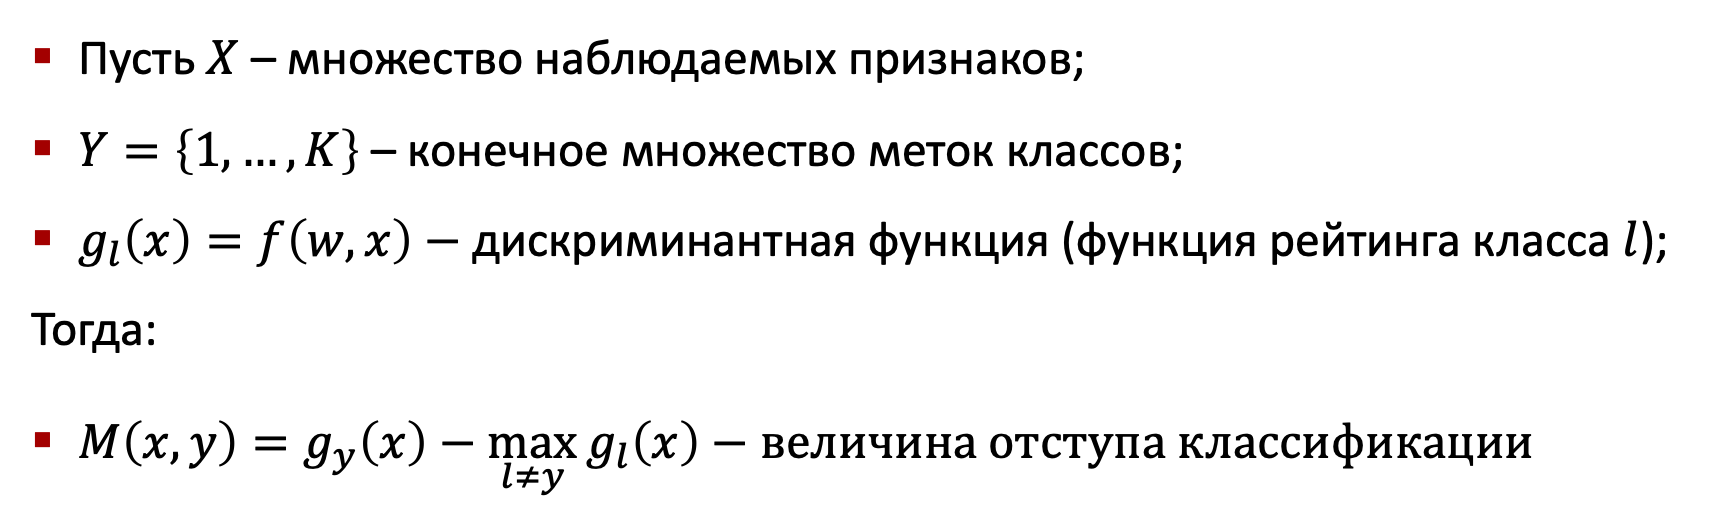 ▪ Пусть X – множество наблюдаемых признаков;
▪ Y = {1, … , K} – конечное множество меток классов;
▪ g_l(x) = f(w, x) – дискриминантная функция (функция рейтинга класса l);
Тогда:
▪ M(x, y) = g_y(x) − max_{l≠y} g_l(x) − величина отступа классификации